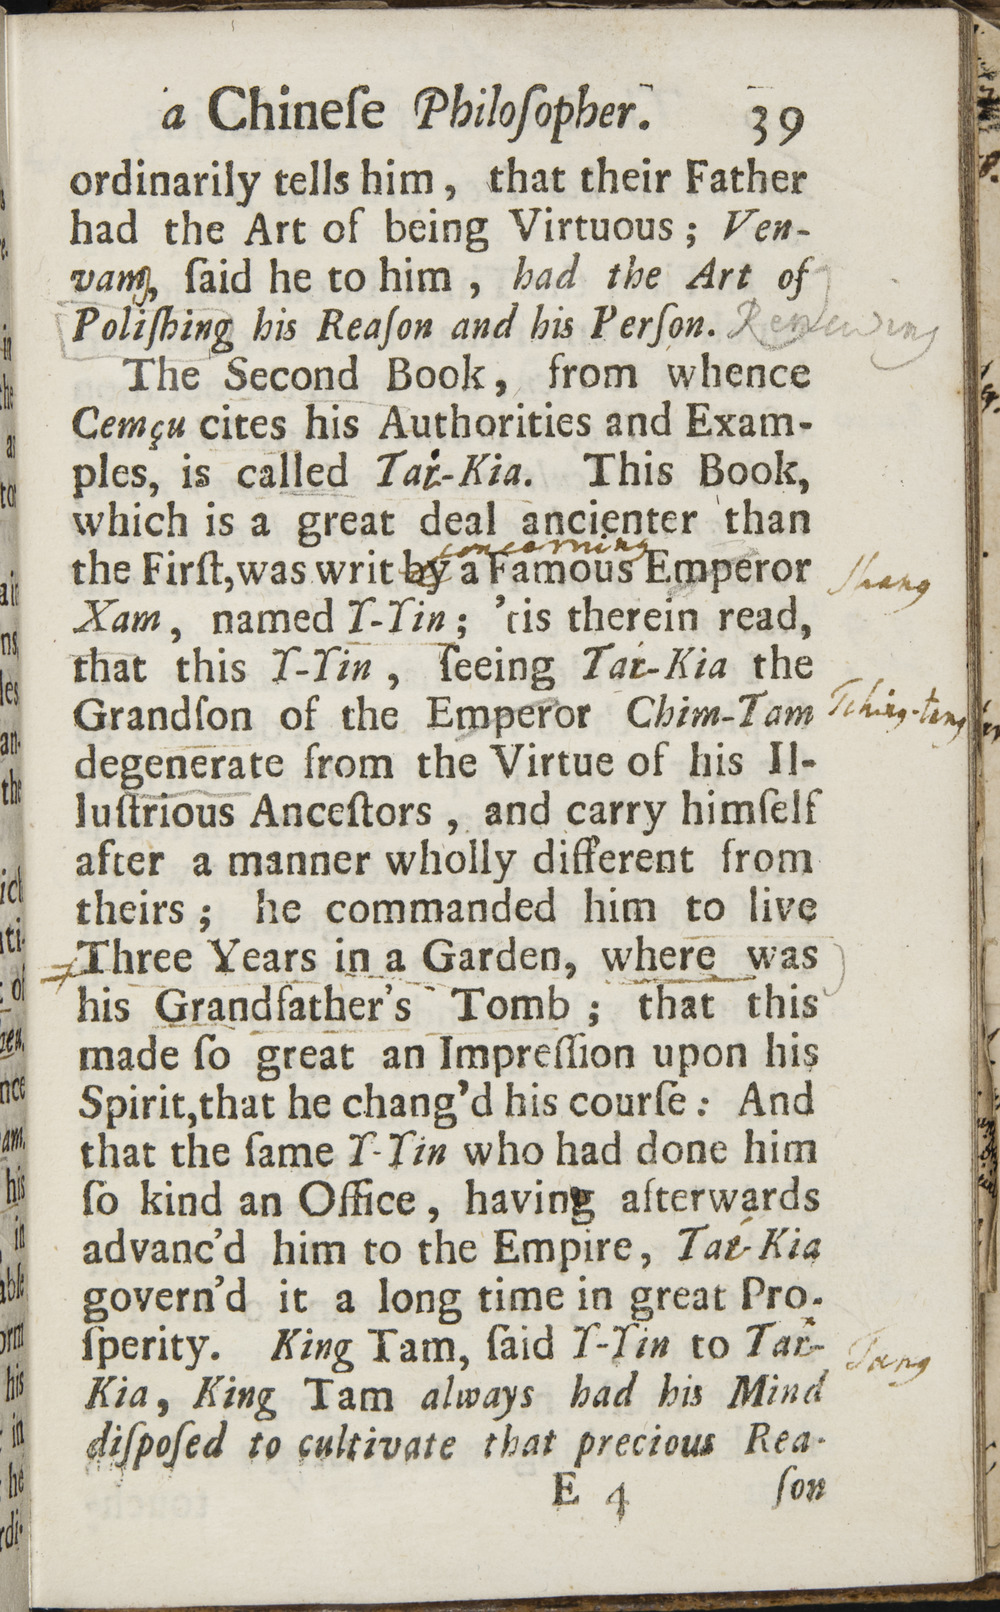 a Chineſe Philoſopher. 39
ordinarily tells him, that their Father
had the Art of being Virtuous; Ven-
vam, ſaid he to him, had the Art of
Poliſhing his Reaſon and his Perſon. Renewing
The Second Book, from whence
Cemçu cites his Authorities and Exam-
ples, is called Tai-Kia. This Book,
which is a great deal ancienter than
concerning
the Firſt, was writ by a Famous Emperor Shang
Xam, named Y-Yin; 'tis therein read,
that this Y-Yin, ſeeing Tai-Kia the
Grandſon of the Emperor Chim-Tam Tching-tang
degenerate from the Virtue of his Il-
luſtrious Anceſtors, and carry himſelf
after a manner wholly different from
theirs; he commanded him to live
Three Years in a Garden, where was
his Grandfather's Tomb; that this
made ſo great an Impreſſion upon his
Spirit, that he chang'd his courſe: And
that the ſame Y-Yin who had done him
ſo kind an Office, having afterwards
advanc'd him to the Empire, Tai-Kia
govern'd it a long time in great Pro-
ſperity. King Tam, ſaid Y-Yin to Tai-
Kia, King Tam always had his Mind Tang
diſpoſed to cultivate that precious Rea-
E 4 ſon